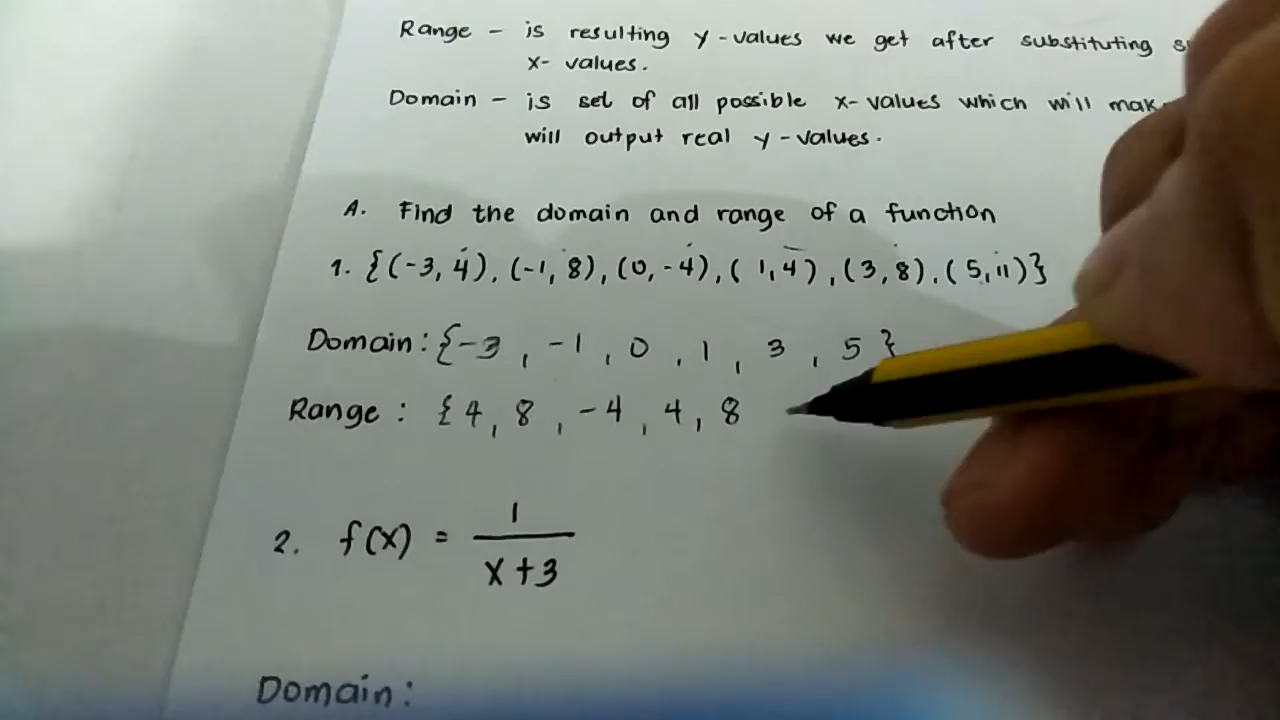 Range - is resulting y-values we get after substituting
x- values.
Domain - is set of all possible x-values which will
will output real y-values.
A. Find the domain and range of a function
1. {(-3, 4), (-1, 8), (0, -4), (1, 4), (3, 8), (5, 11)}
Domain: {-3, -1, 0, 1, 3, 5}
Range: {4, 8, -4, 4, 8
2. f(x) = 1 / x+3
Domain: